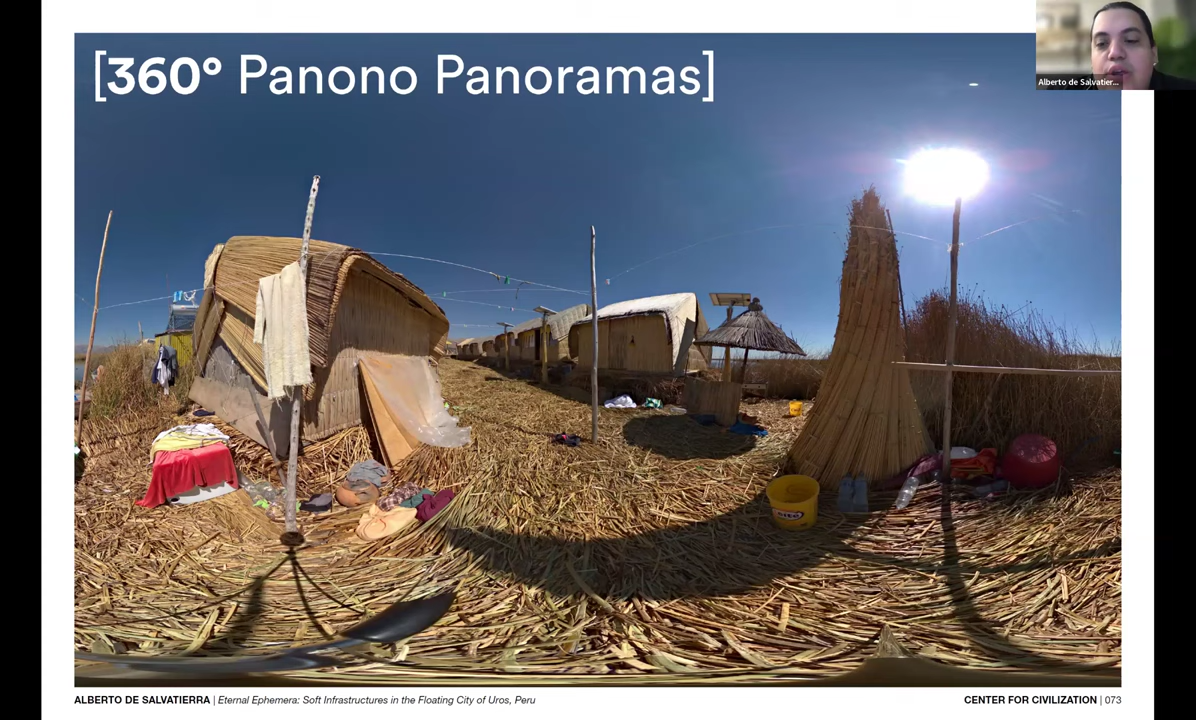 [360° Panono Panoramas]
Alberto de Salvatier...
site
ALBERTO DE SALVATIERRA | Eternal Ephemera: Soft Infrastructures in the Floating City of Uros, Peru
CENTER FOR CIVILIZATION | 073